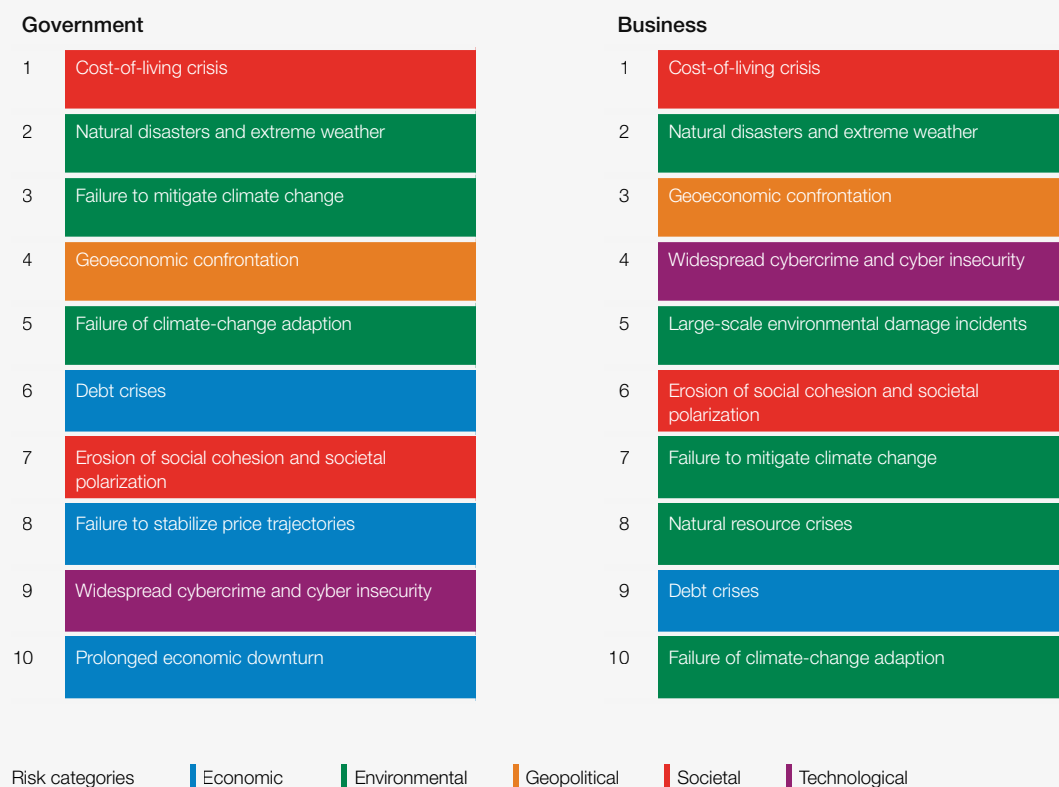 Government
1 Cost-of-living crisis
2 Natural disasters and extreme weather
3 Failure to mitigate climate change
4 Geoeconomic confrontation
5 Failure of climate-change adaption
6 Debt crises
7 Erosion of social cohesion and societal
polarization
8 Failure to stabilize price trajectories
9 Widespread cybercrime and cyber insecurity
10 Prolonged economic downturn
Business
1 Cost-of-living crisis
2 Natural disasters and extreme weather
3 Geoeconomic confrontation
4 Widespread cybercrime and cyber insecurity
5 Large-scale environmental damage incidents
6 Erosion of social cohesion and societal
polarization
7 Failure to mitigate climate change
8 Natural resource crises
9 Debt crises
10 Failure of climate-change adaption
Risk categories Economic Environmental Geopolitical Societal Technological